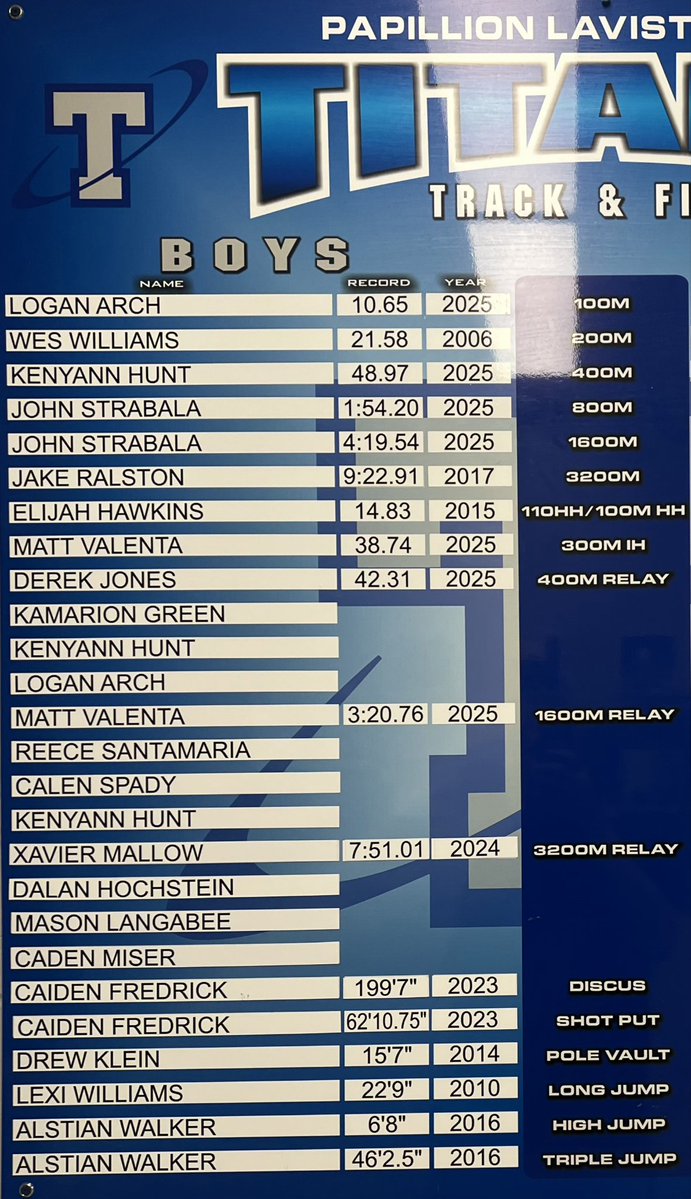 PAPILLION LAVIST
T
TITA
TRACK & FI
BOYS
NAME RECORD YEAR
LOGAN ARCH 10.65 2025 100M
WES WILLIAMS 21.58 2006 200M
KENYANN HUNT 48.97 2025 400M
JOHN STRABALA 1:54.20 2025 800M
JOHN STRABALA 4:19.54 2025 1600M
JAKE RALSTON 9:22.91 2017 3200M
ELIJAH HAWKINS 14.83 2015 110HH/100M HH
MATT VALENTA 38.74 2025 300M IH
DEREK JONES 42.31 2025 400M RELAY
KAMARION GREEN
KENYANN HUNT
LOGAN ARCH
MATT VALENTA 3:20.76 2025 1600M RELAY
REECE SANTAMARIA
CALEN SPADY
KENYANN HUNT
XAVIER MALLOW 7:51.01 2024 3200M RELAY
DALAN HOCHSTEIN
MASON LANGABEE
CADEN MISER
CAIDEN FREDRICK 199'7" 2023 DISCUS
CAIDEN FREDRICK 62'10.75" 2023 SHOT PUT
DREW KLEIN 15'7" 2014 POLE VAULT
LEXI WILLIAMS 22'9" 2010 LONG JUMP
ALSTIAN WALKER 6'8" 2016 HIGH JUMP
ALSTIAN WALKER 46'2.5" 2016 TRIPLE JUMP